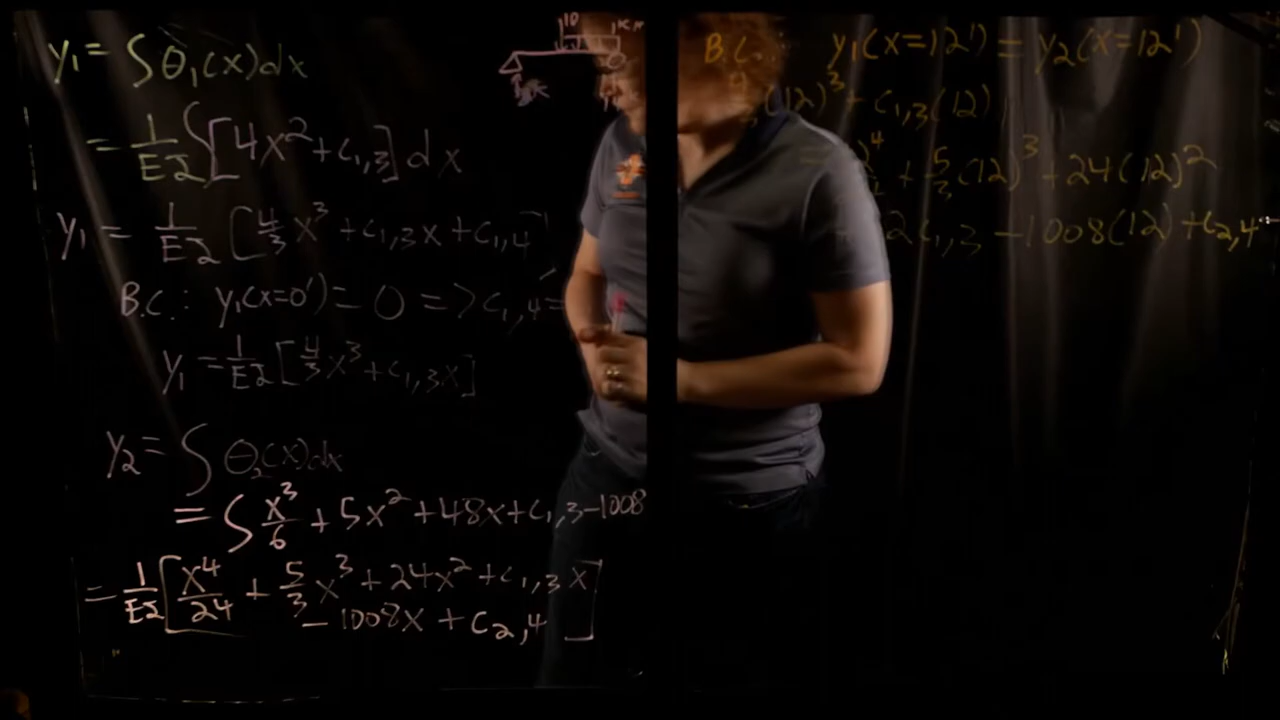 y₁ = ∫θ₁(x)dx
= 1/EI ∫[4x² + c₁,₃] dx
y₁ = 1/EI [4/3 x³ + c₁,₃x + c₁,₄]
B.C.: y₁(x=0') = 0 => c₁,₄ =
y₁ = 1/EI [4/3 x³ + c₁,₃x]
y₂ = ∫ θ₂(x)dx
= ∫ x³/6 + 5x² + 48x + c₁,₃ - 1008
= 1/EI [x⁴/24 + 5/3 x³ + 24x² + c₁,₃ x
- 1008x + c₂,₄ ]
10
B.C.: y₁(x=12') = y₂(x=12')
(12)³ + c₁,₃(12)
= + 5/3 (12)³ + 24(12)²
2c₁,₃ - 1008(12) + c₂,₄